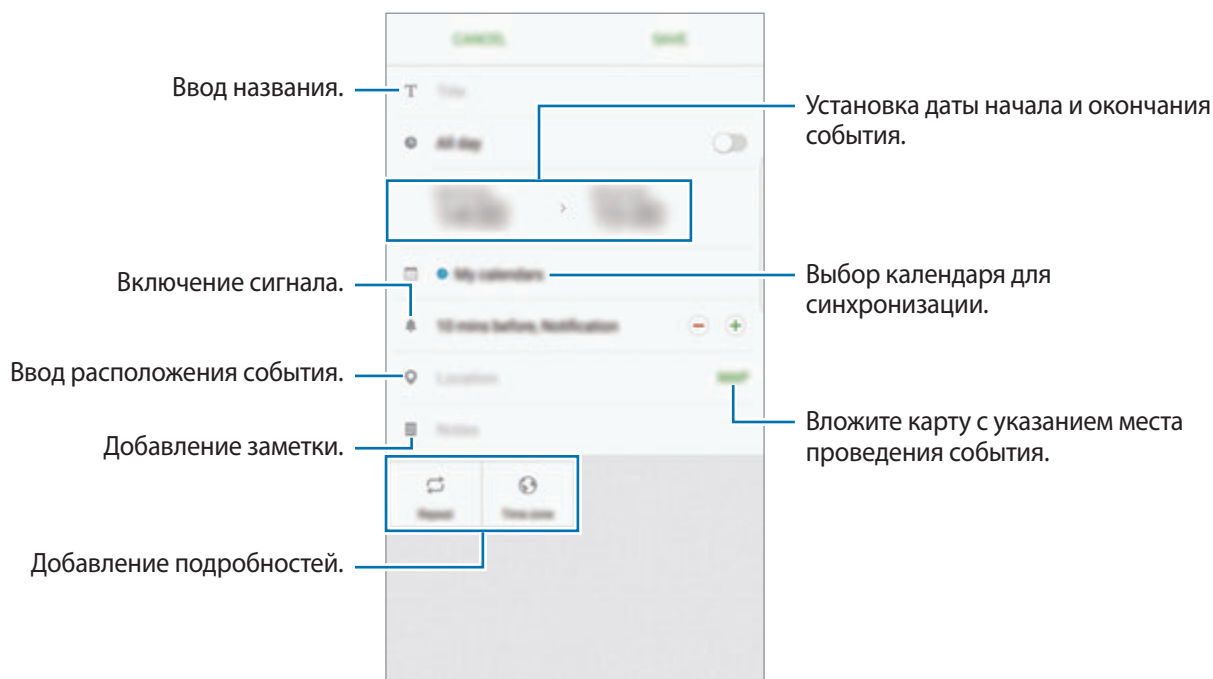 CANCEL
SAVE
Ввод названия.
Title
Установка даты начала и окончания
события.
All day
Включение сигнала.
My calendars
Выбор календаря для
синхронизации.
10 mins before, Notification
Ввод расположения события.
Location
MAP
Добавление заметки.
Notes
Вложите карту с указанием места
проведения события.
Repeat
Time zone
Добавление подробностей.